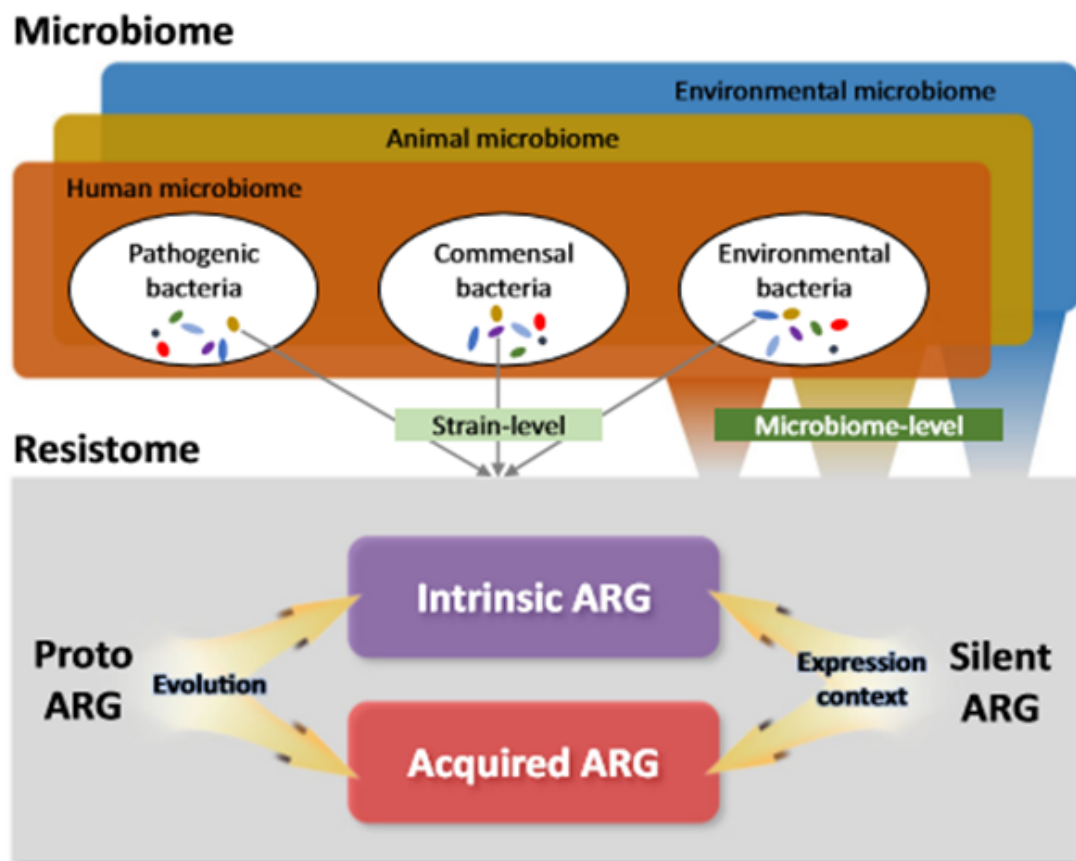 Microbiome
Environmental microbiome
Animal microbiome
Human microbiome
Pathogenic
bacteria
Commensal
bacteria
Environmental
bacteria
Strain-level
Microbiome-level
Resistome
Intrinsic ARG
Proto
ARG
Evolution
Expression
context
Silent
ARG
Acquired ARG